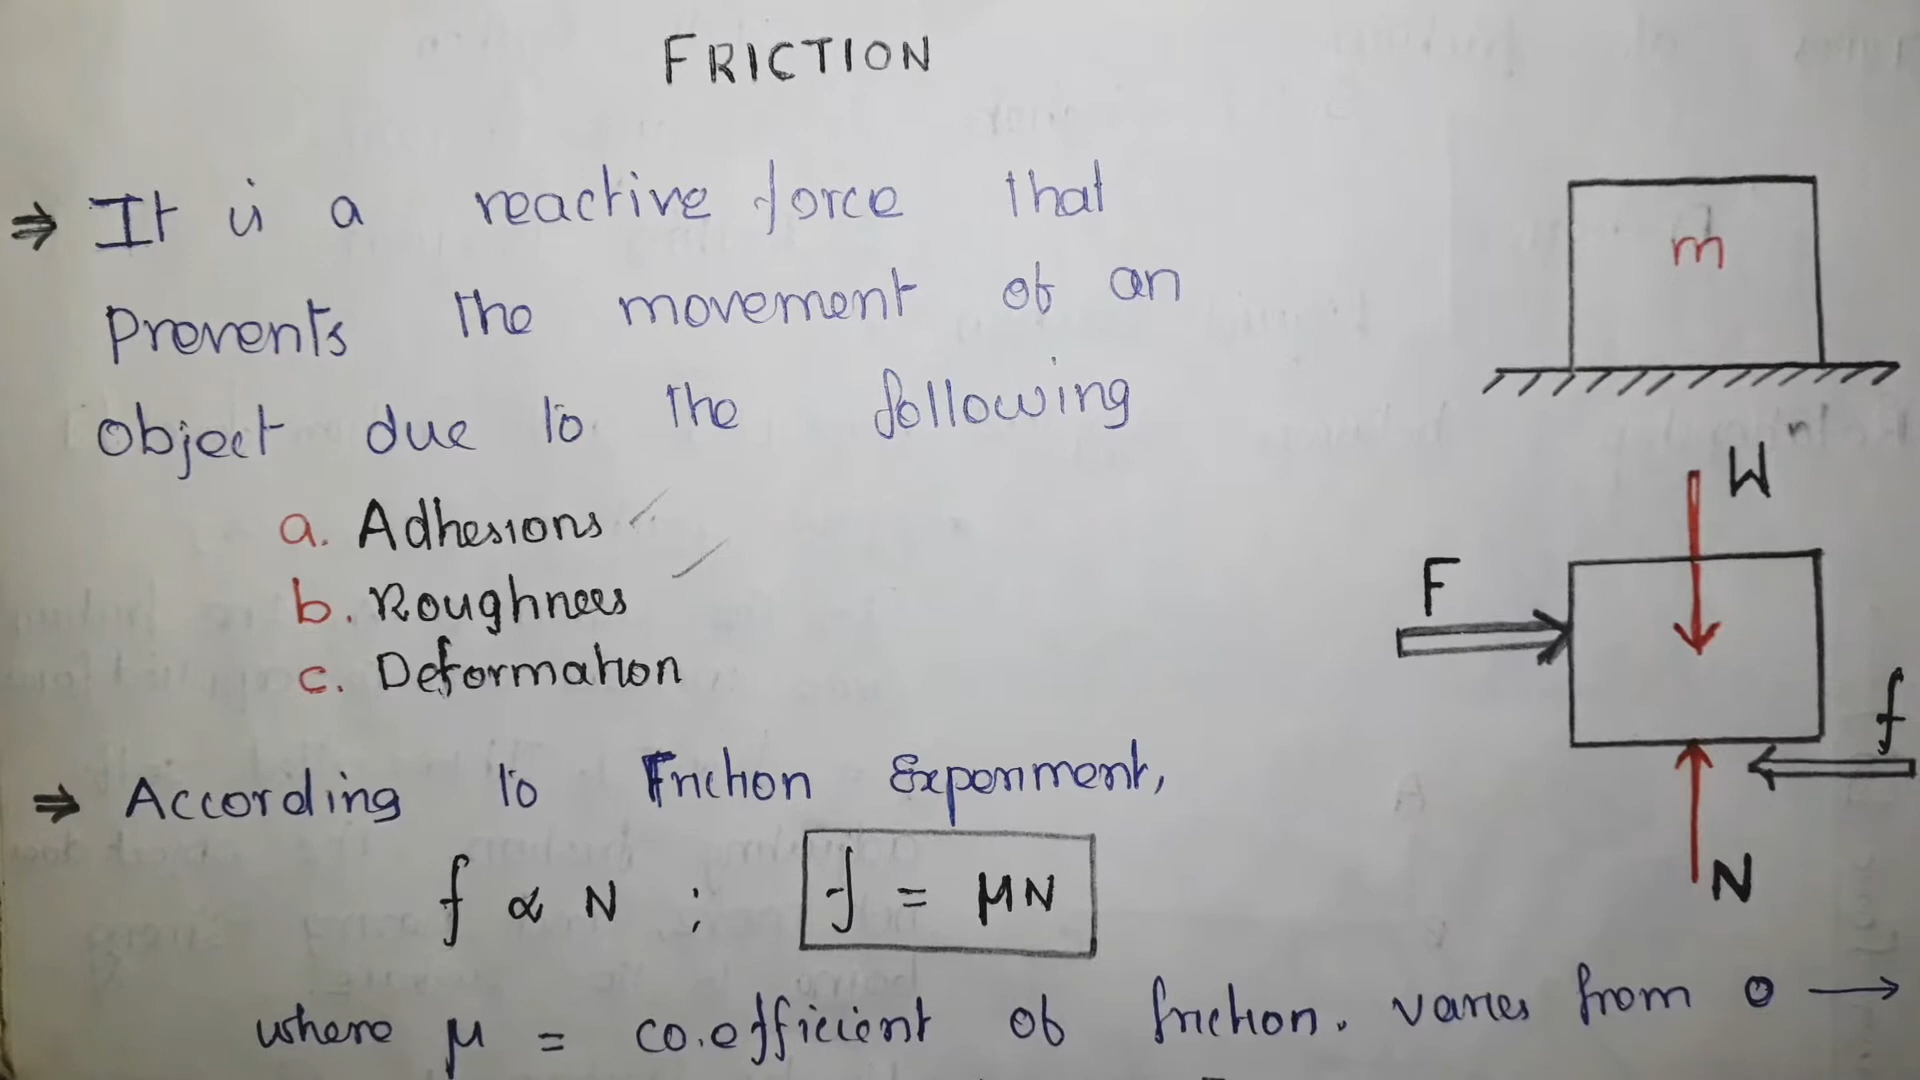 FRICTION
⇒ It is a reactive force that
prevents the movement of an
object due to the following
a. Adhesions
b. Roughness
c. Deformation
⇒ According to Friction Experiment,
f ∝ N ; f = μN
where μ = co.efficient of friction. varies from 0 →
m
W
F
f
N